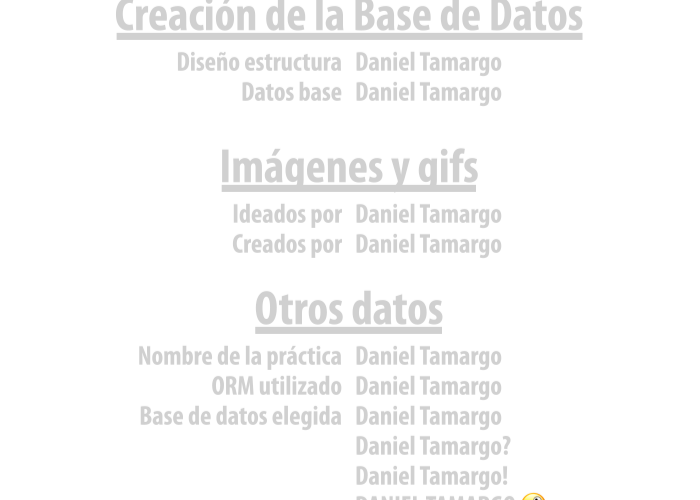 Creación de la Base de Datos
Diseño estructura Daniel Tamargo
Datos base Daniel Tamargo
Imágenes y gifs
Ideados por Daniel Tamargo
Creados por Daniel Tamargo
Otros datos
Nombre de la práctica Daniel Tamargo
ORM utilizado Daniel Tamargo
Base de datos elegida Daniel Tamargo
Daniel Tamargo?
Daniel Tamargo!
DANIEL TAMARGO